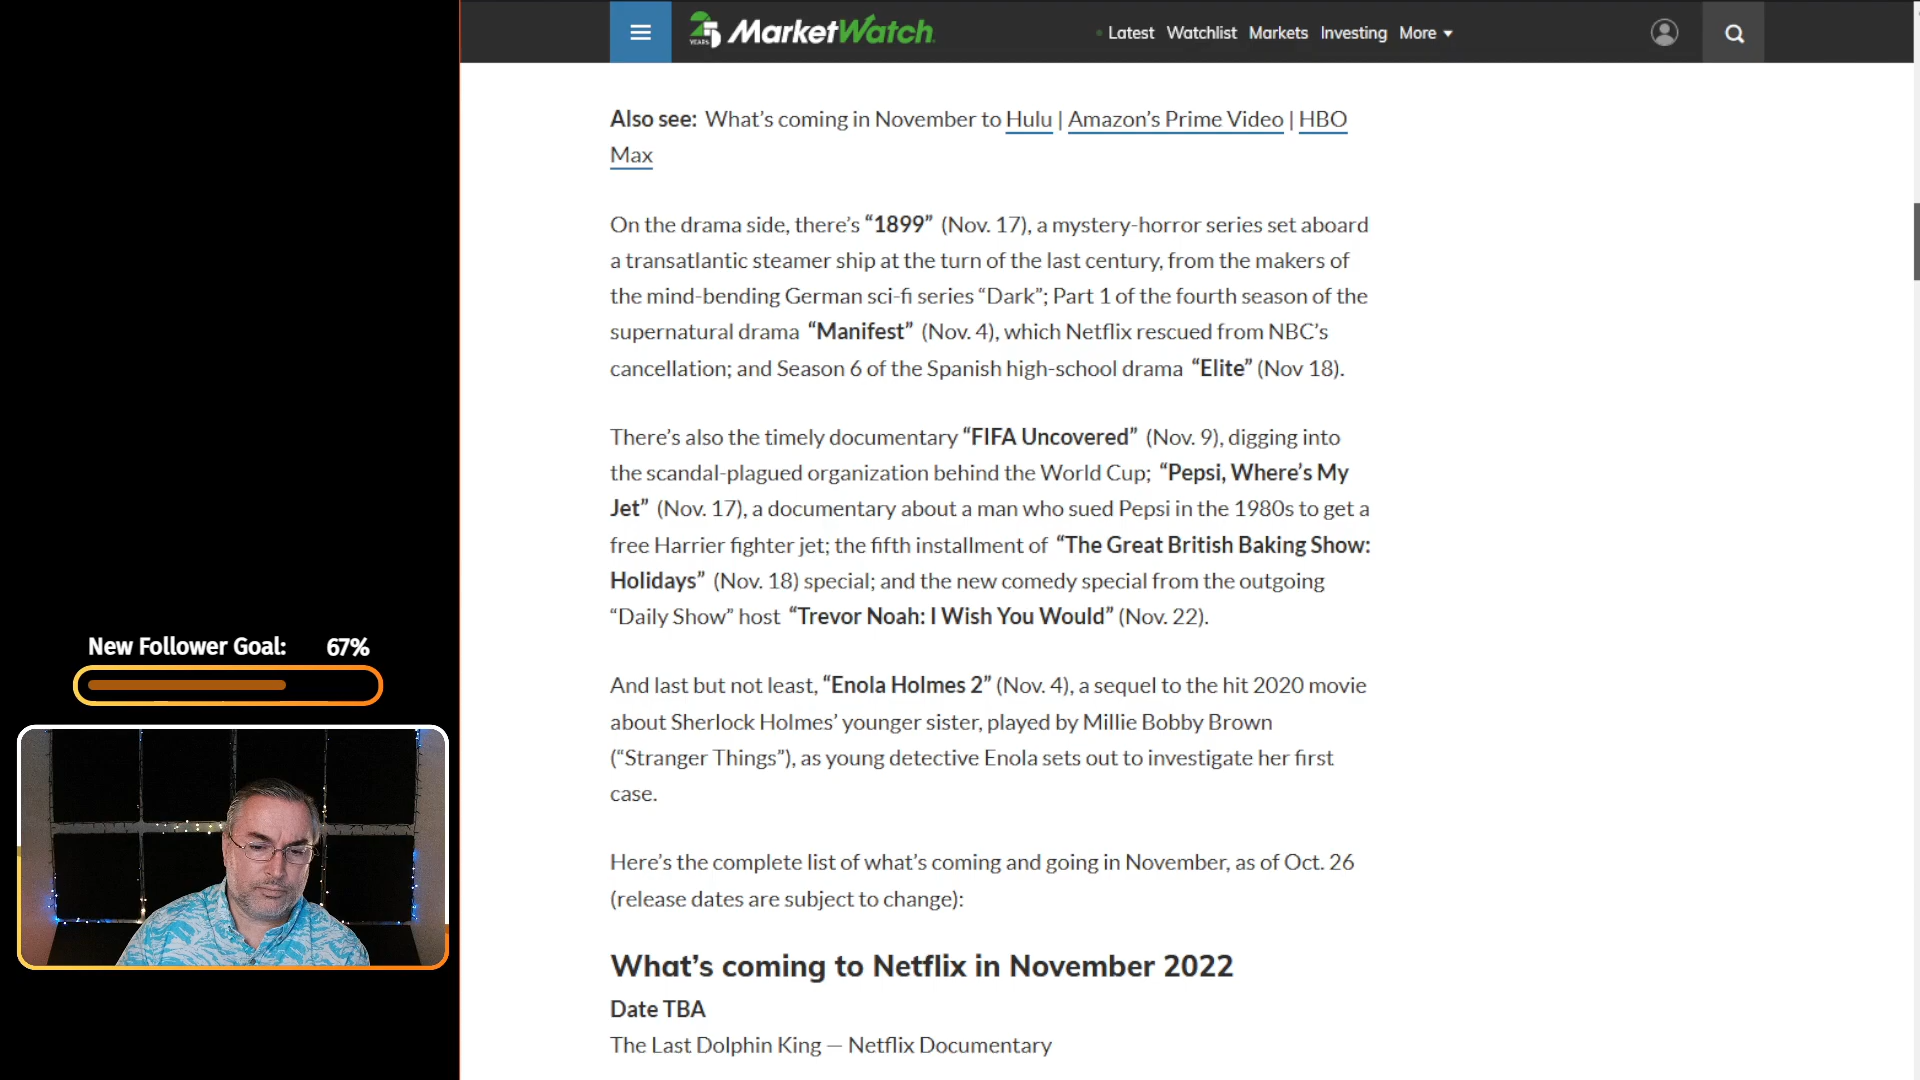 25 YEARS MarketWatch
Latest Watchlist Markets Investing More
Also see: What’s coming in November to Hulu | Amazon’s Prime Video | HBO
Max
On the drama side, there’s “1899” (Nov. 17), a mystery-horror series set aboard
a transatlantic steamer ship at the turn of the last century, from the makers of
the mind-bending German sci-fi series “Dark”; Part 1 of the fourth season of the
supernatural drama “Manifest” (Nov. 4), which Netflix rescued from NBC’s
cancellation; and Season 6 of the Spanish high-school drama “Elite” (Nov 18).
There’s also the timely documentary “FIFA Uncovered” (Nov. 9), digging into
the scandal-plagued organization behind the World Cup; “Pepsi, Where’s My
Jet” (Nov. 17), a documentary about a man who sued Pepsi in the 1980s to get a
free Harrier fighter jet; the fifth installment of “The Great British Baking Show:
Holidays” (Nov. 18) special; and the new comedy special from the outgoing
“Daily Show” host “Trevor Noah: I Wish You Would” (Nov. 22).
And last but not least, “Enola Holmes 2” (Nov. 4), a sequel to the hit 2020 movie
about Sherlock Holmes’ younger sister, played by Millie Bobby Brown
(“Stranger Things”), as young detective Enola sets out to investigate her first
case.
Here’s the complete list of what’s coming and going in November, as of Oct. 26
(release dates are subject to change):
What’s coming to Netflix in November 2022
Date TBA
The Last Dolphin King — Netflix Documentary
New Follower Goal: 67%